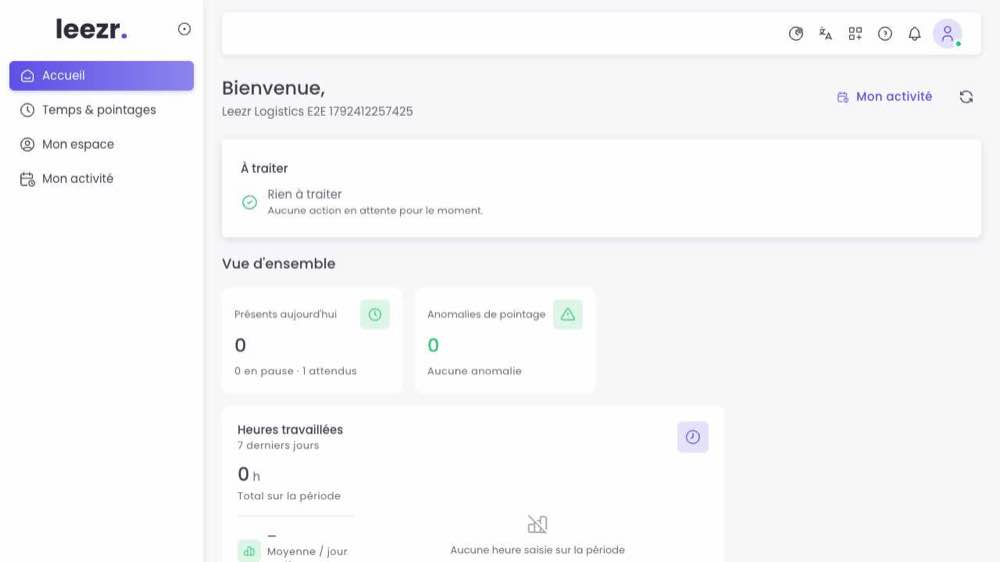 leezr.
Accueil
Temps & pointages
Mon espace
Mon activité
Bienvenue,
Leezr Logistics E2E 1792412257425
Mon activité
À traiter
Rien à traiter
Aucune action en attente pour le moment.
Vue d'ensemble
Présents aujourd'hui
0
0 en pause · 1 attendus
Anomalies de pointage
0
Aucune anomalie
Heures travaillées
7 derniers jours
0 h
Total sur la période
–
Moyenne / jour
Aucune heure saisie sur la période